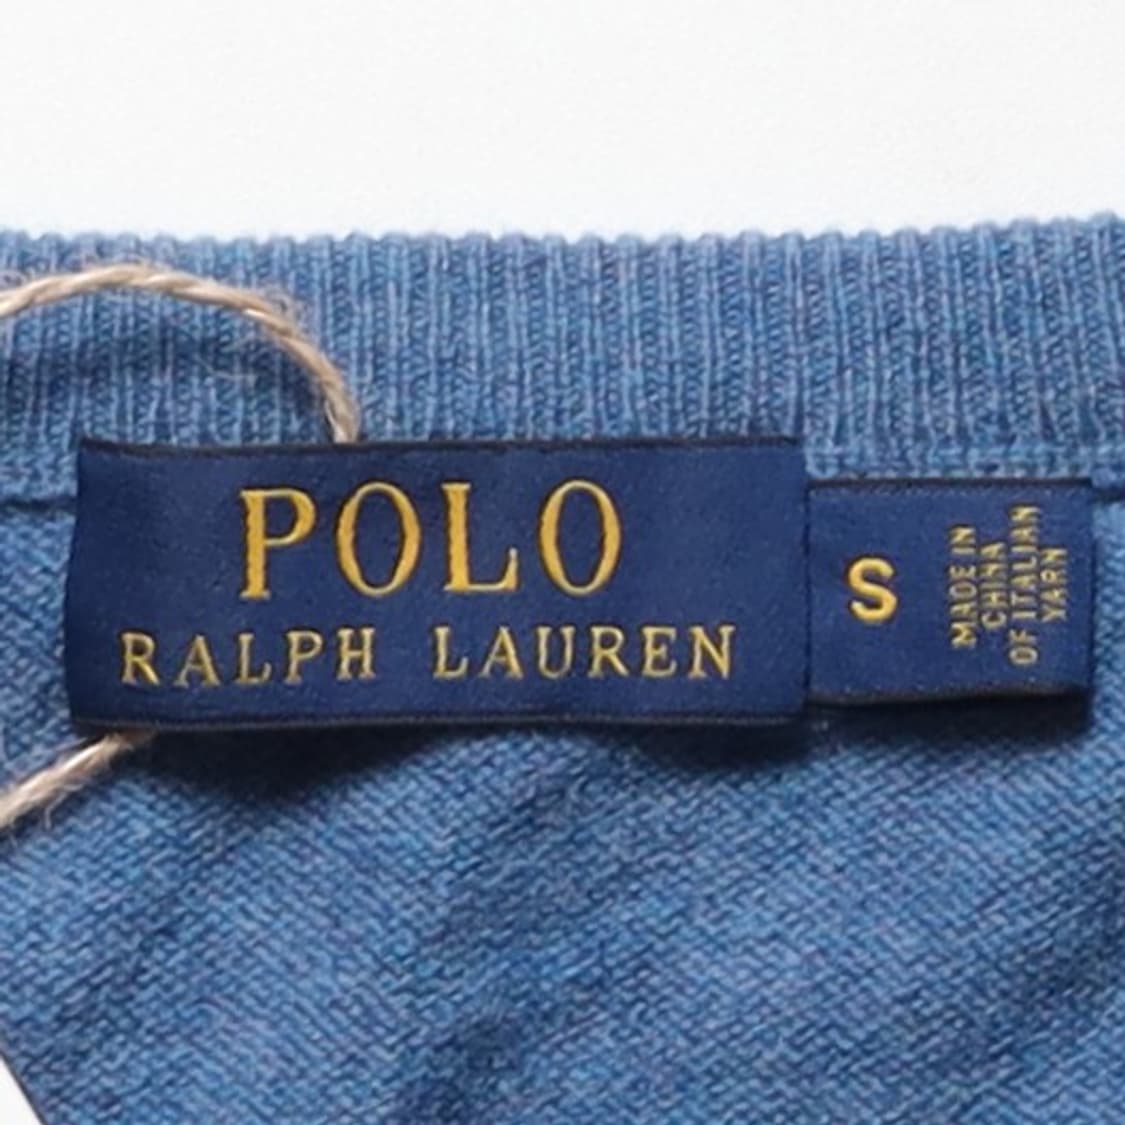 POLO
RALPH LAUREN
S
MADE IN
CHINA
OF ITALIAN
YARN